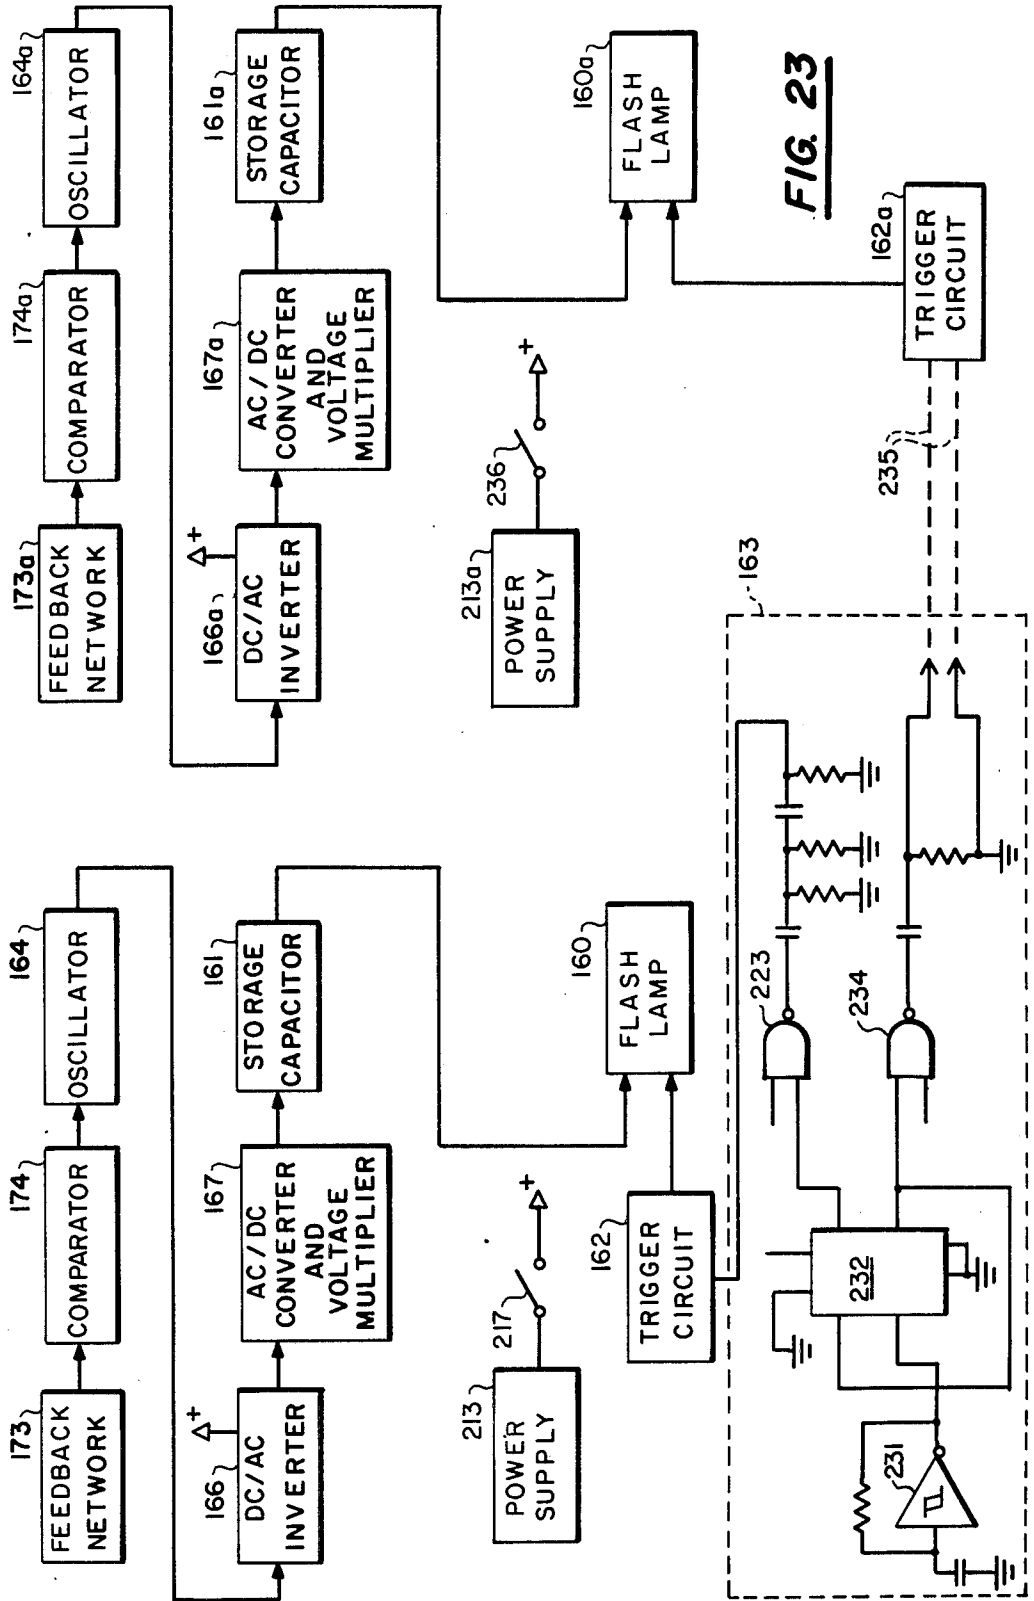 173
FEEDBACK
NETWORK
174
COMPARATOR
164
OSCILLATOR
173a
FEEDBACK
NETWORK
174a
COMPARATOR
164a
OSCILLATOR
166
DC/AC
INVERTER
+
167
AC/DC
CONVERTER
AND
VOLTAGE
MULTIPLIER
161
STORAGE
CAPACITOR
166a
DC/AC
INVERTER
+
167a
AC/DC
CONVERTER
AND
VOLTAGE
MULTIPLIER
161a
STORAGE
CAPACITOR
213
POWER
SUPPLY
217
+
213a
POWER
SUPPLY
236
+
162
TRIGGER
CIRCUIT
160
FLASH
LAMP
160a
FLASH
LAMP
163
231
232
223
234
235
162a
TRIGGER
CIRCUIT
FIG. 23